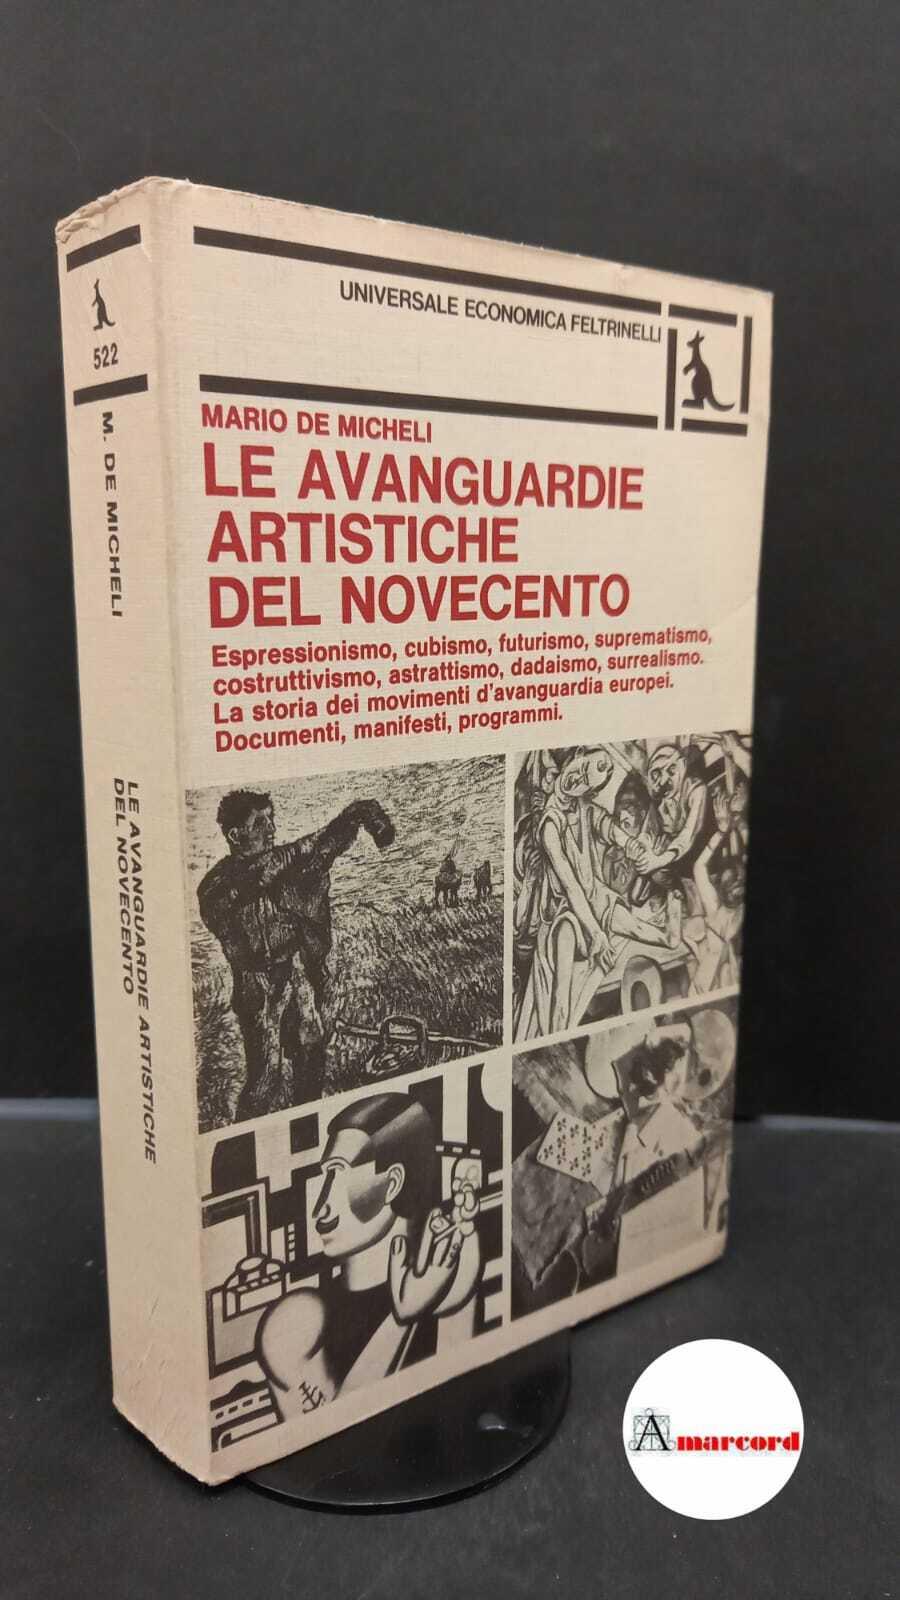 522
M. DE MICHELI
LE AVANGUARDIE ARTISTICHE
DEL NOVECENTO
UNIVERSALE ECONOMICA FELTRINELLI
MARIO DE MICHELI
LE AVANGUARDIE
ARTISTICHE
DEL NOVECENTO
Espressionismo, cubismo, futurismo, suprematismo,
costruttivismo, astrattismo, dadaismo, surrealismo.
La storia dei movimenti d'avanguardia europei.
Documenti, manifesti, programmi.
Amarcord